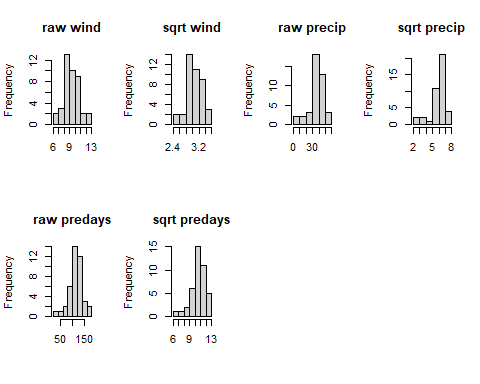 raw wind
Frequency
0 4 8 12
6 9 13
sqrt wind
Frequency
0 4 8 12
2.4 3.2
raw precip
Frequency
0 5 10
0 30
sqrt precip
Frequency
0 5 15
2 5 8
raw predays
Frequency
0 4 8 12
50 150
sqrt predays
Frequency
0 5 10 15
6 9 13